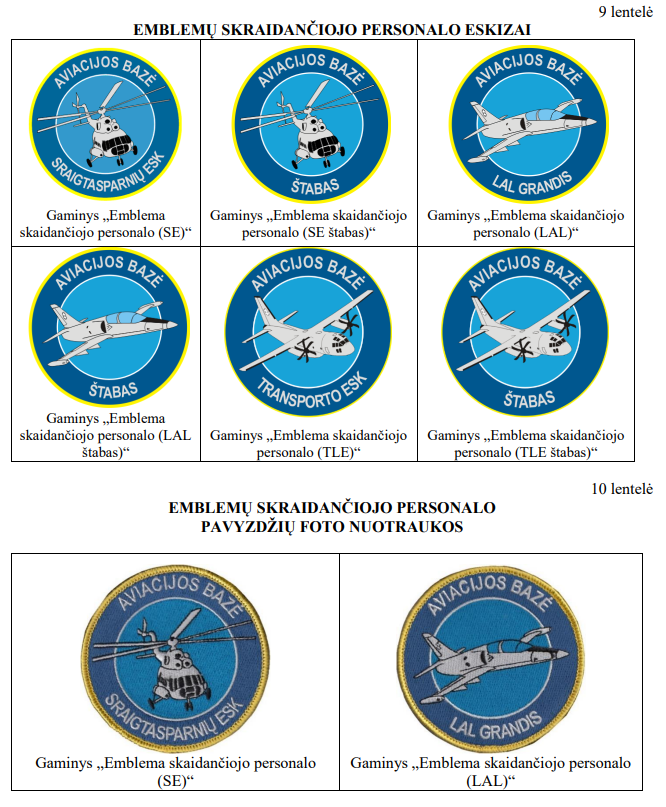 9 lentelė
EMBLEMŲ SKRAIDANČIOJO PERSONALO ESKIZAI
AVIACIJOS BAZĖ
SRAIGTASPARNIŲ ESK
Gaminys „Emblema
skaidančiojo personalo (SE)“
AVIACIJOS BAZĖ
ŠTABAS
Gaminys „Emblema skaidančiojo
personalo (SE štabas)“
AVIACIJOS BAZĖ
LAL GRANDIS
Gaminys „Emblema skaidančiojo
personalo (LAL)“
AVIACIJOS BAZĖ
ŠTABAS
Gaminys „Emblema
skaidančiojo personalo (LAL
štabas)“
AVIACIJOS BAZĖ
TRANSPORTO ESK
Gaminys „Emblema skaidančiojo
personalo (TLE)“
AVIACIJOS BAZĖ
ŠTABAS
Gaminys „Emblema skaidančiojo
personalo (TLE štabas)“
10 lentelė
EMBLEMŲ SKRAIDANČIOJO PERSONALO
PAVYZDŽIŲ FOTO NUOTRAUKOS
AVIACIJOS BAZĖ
SRAIGTASPARNIŲ ESK
Gaminys „Emblema skaidančiojo personalo
(SE)“
AVIACIJOS BAZĖ
LAL GRANDIS
Gaminys „Emblema skaidančiojo personalo
(LAL)“